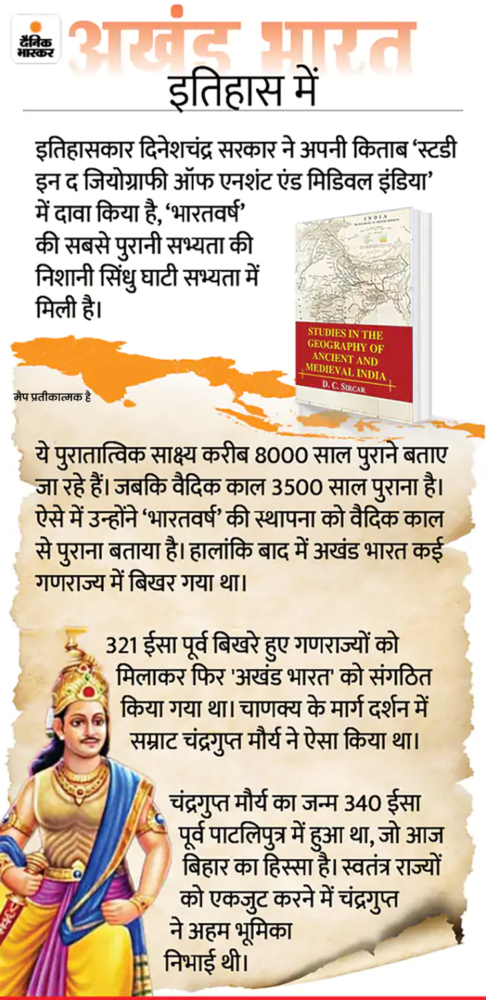 दैनिक
भास्कर
अखंड भारत
इतिहास में
इतिहासकार दिनेशचंद्र सरकार ने अपनी किताब ‘स्टडी
इन द जियोग्राफी ऑफ एनशंट एंड मिडिवल इंडिया’
में दावा किया है, ‘भारतवर्ष’
की सबसे पुरानी सभ्यता की
निशानी सिंधु घाटी सभ्यता में
मिली है।
INDIA
STUDIES IN THE
GEOGRAPHY OF
ANCIENT AND
MEDIEVAL INDIA
D. C. SIRCAR
मैप प्रतीकात्मक है
ये पुरातात्विक साक्ष्य करीब 8000 साल पुराने बताए
जा रहे हैं। जबकि वैदिक काल 3500 साल पुराना है।
ऐसे में उन्होंने ‘भारतवर्ष’ की स्थापना को वैदिक काल
से पुराना बताया है। हालांकि बाद में अखंड भारत कई
गणराज्य में बिखर गया था।
321 ईसा पूर्व बिखरे हुए गणराज्यों को
मिलाकर फिर 'अखंड भारत' को संगठित
किया गया था। चाणक्य के मार्ग दर्शन में
सम्राट चंद्रगुप्त मौर्य ने ऐसा किया था।
चंद्रगुप्त मौर्य का जन्म 340 ईसा
पूर्व पाटलिपुत्र में हुआ था, जो आज
बिहार का हिस्सा है। स्वतंत्र राज्यों
को एकजुट करने में चंद्रगुप्त
ने अहम भूमिका
निभाई थी।